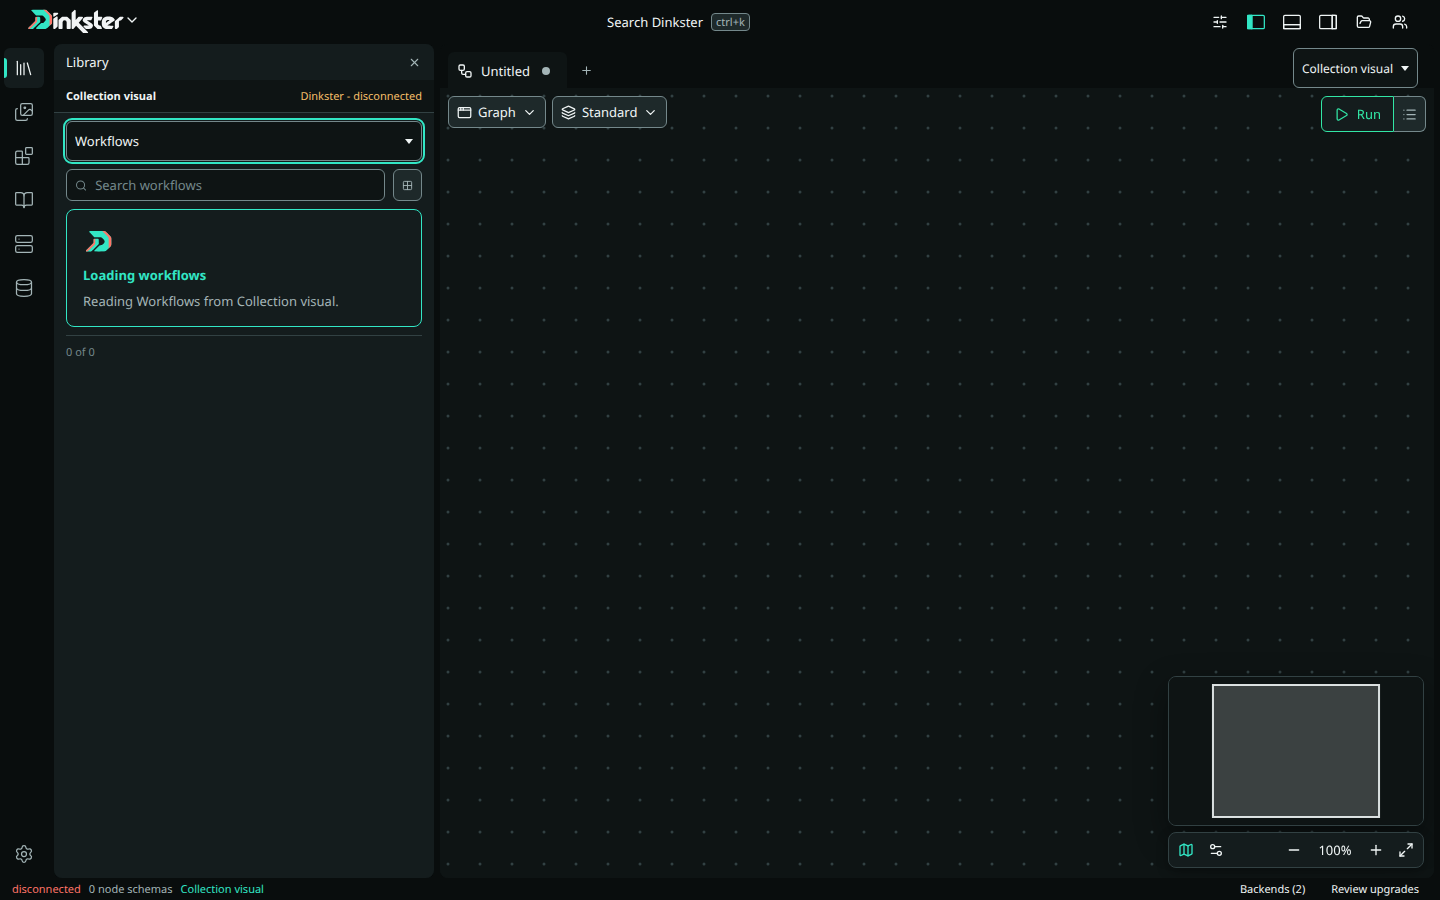 Dinkster
Search Dinkster ctrl+k
Library
Collection visual
Dinkster - disconnected
Workflows
Search workflows
Loading workflows
Reading Workflows from Collection visual.
0 of 0
Untitled
Collection visual
Graph
Standard
Run
100%
disconnected 0 node schemas Collection visual
Backends (2)
Review upgrades